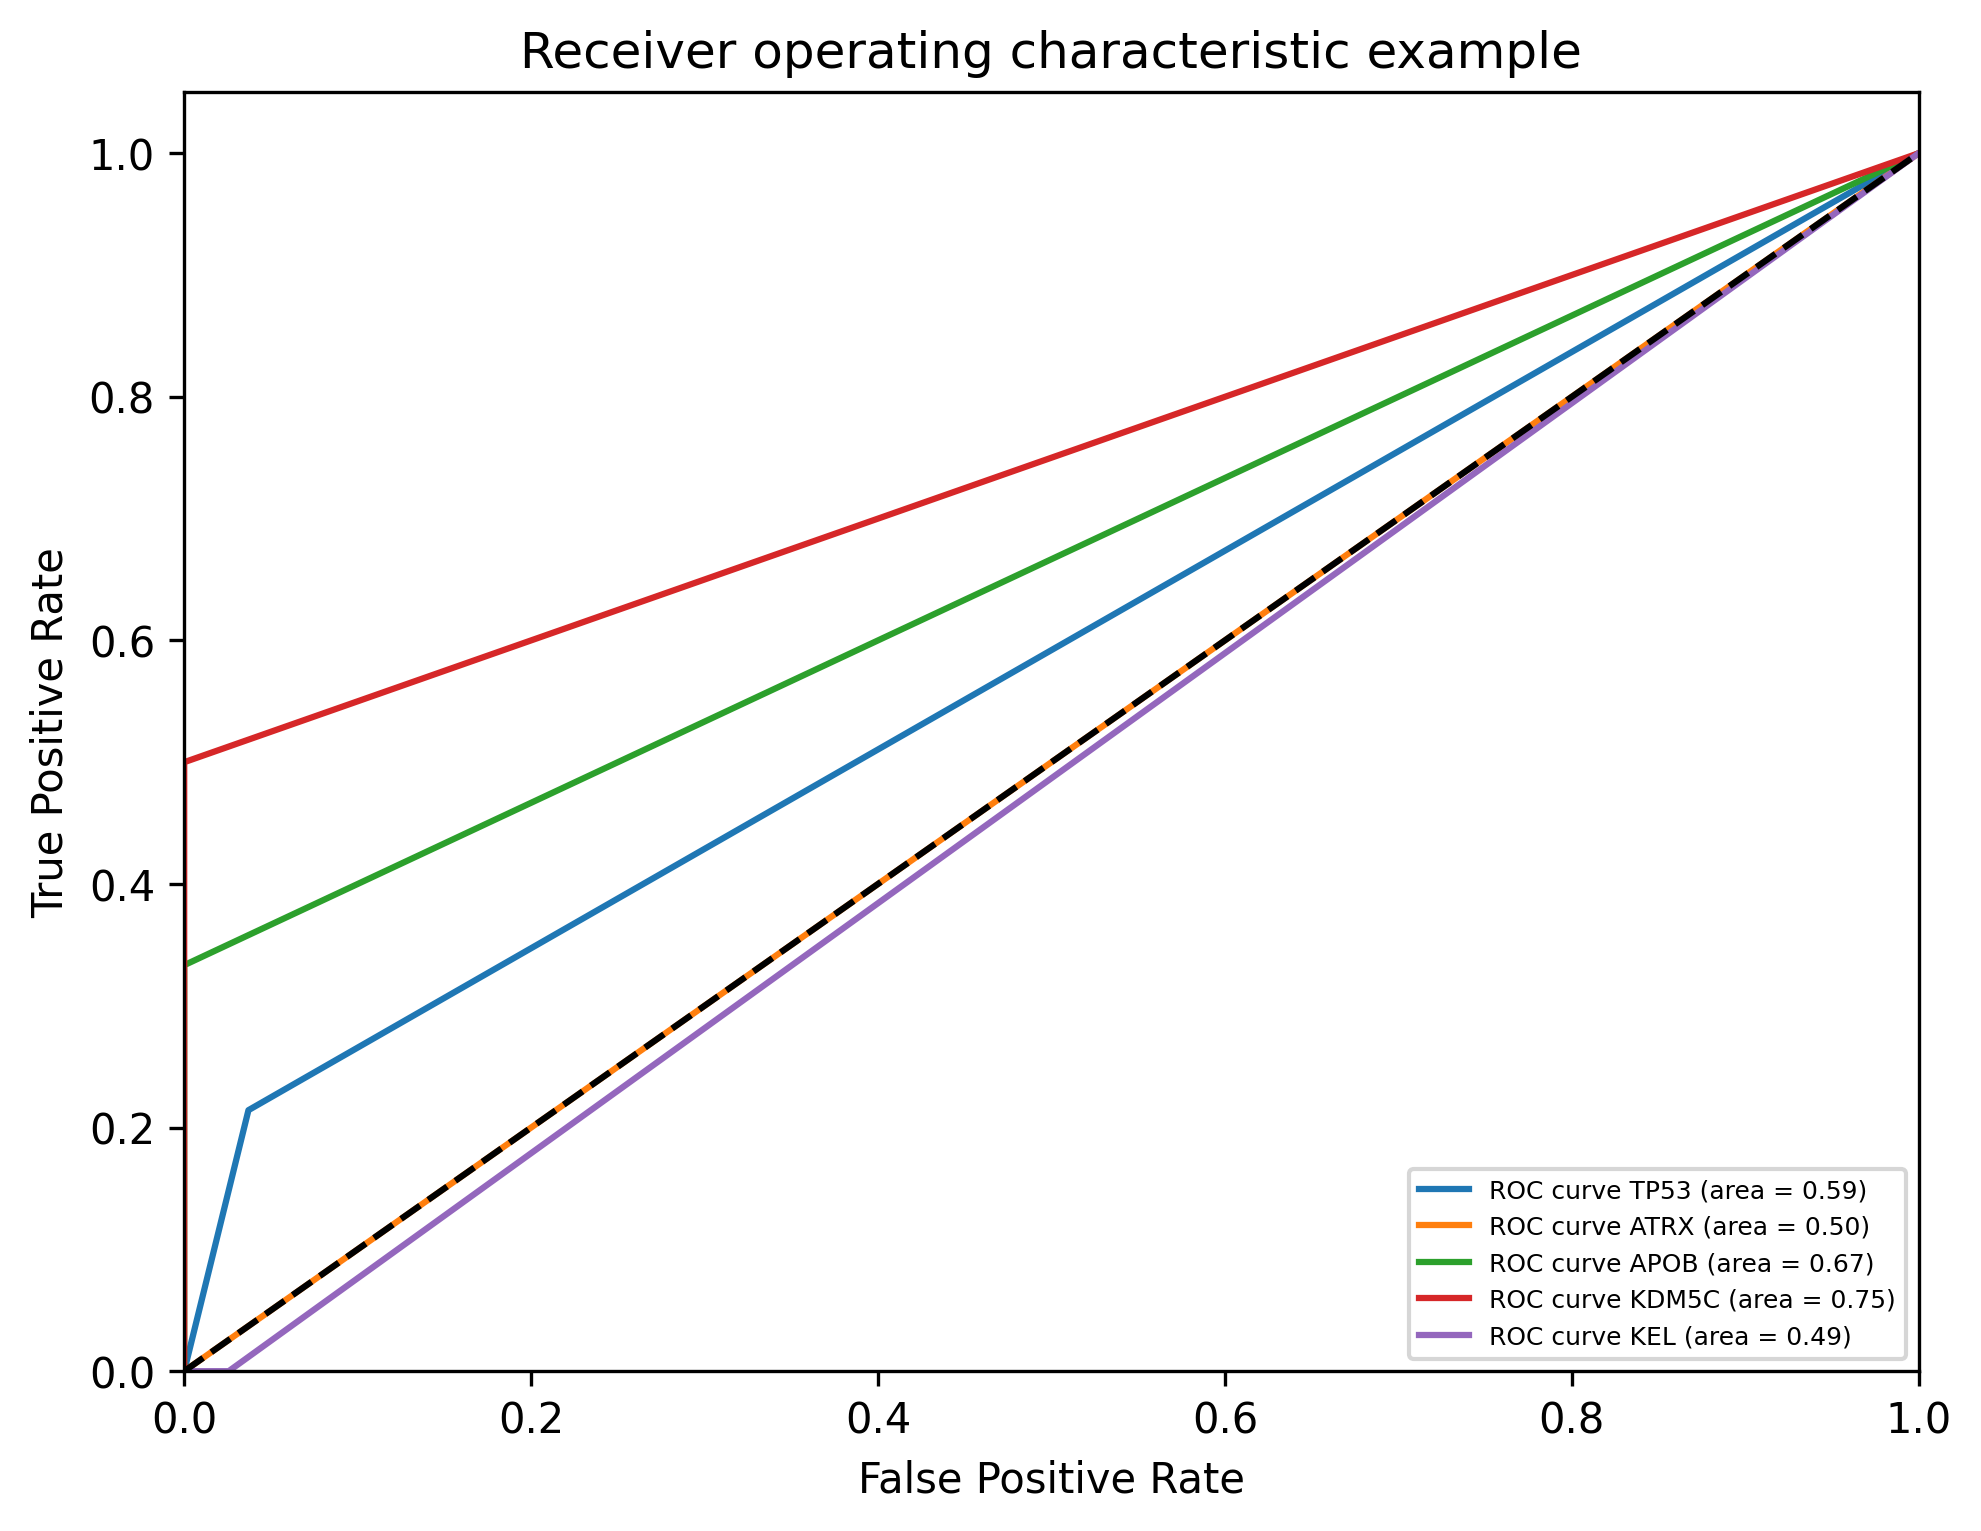 Receiver operating characteristic example
True Positive Rate
1.0
0.8
0.6
0.4
0.2
0.0
0.0 0.2 0.4 0.6 0.8 1.0
False Positive Rate
ROC curve TP53 (area = 0.59)
ROC curve ATRX (area = 0.50)
ROC curve APOB (area = 0.67)
ROC curve KDM5C (area = 0.75)
ROC curve KEL (area = 0.49)